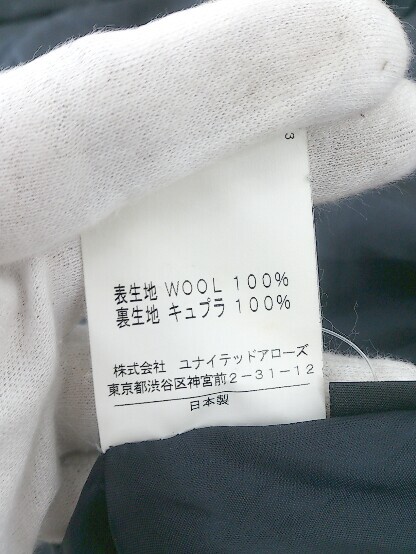 3
表生地 WOOL 100%
裏生地 キュプラ 100%
株式会社 ユナイテッドアローズ
東京都渋谷区神宮前2-31-12
日本製